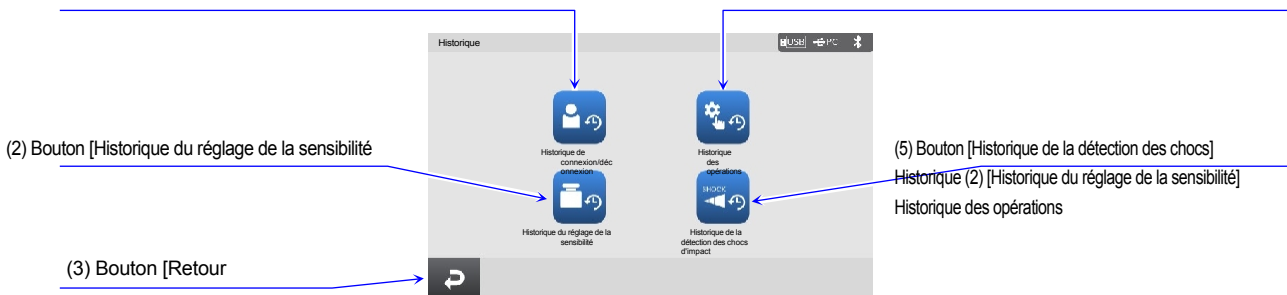 Historique
USB PC
(2) Bouton [Historique du réglage de la sensibilité
Historique de
connexion/déc
onnexion
Historique
des
opérations
(5) Bouton [Historique de la détection des chocs]
Historique (2) [Historique du réglage de la sensibilité]
Historique des opérations
SHOCK
Historique du réglage de la
sensibilité
Historique de la
détection des chocs
d'impact
(3) Bouton [Retour